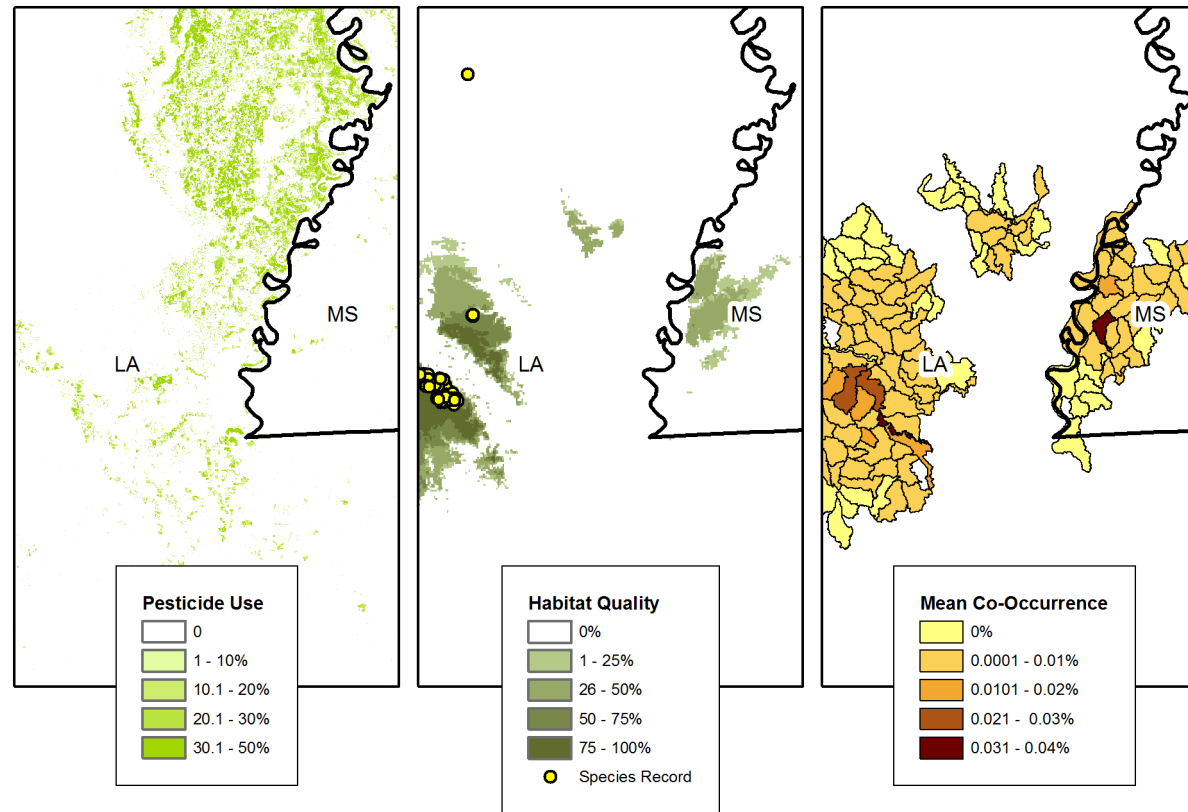 MS
LA
Pesticide Use
0
1 - 10%
10.1 - 20%
20.1 - 30%
30.1 - 50%
MS
LA
Habitat Quality
0%
1 - 25%
26 - 50%
50 - 75%
75 - 100%
Species Record
MS
LA
Mean Co-Occurrence
0%
0.0001 - 0.01%
0.0101 - 0.02%
0.021 - 0.03%
0.031 - 0.04%